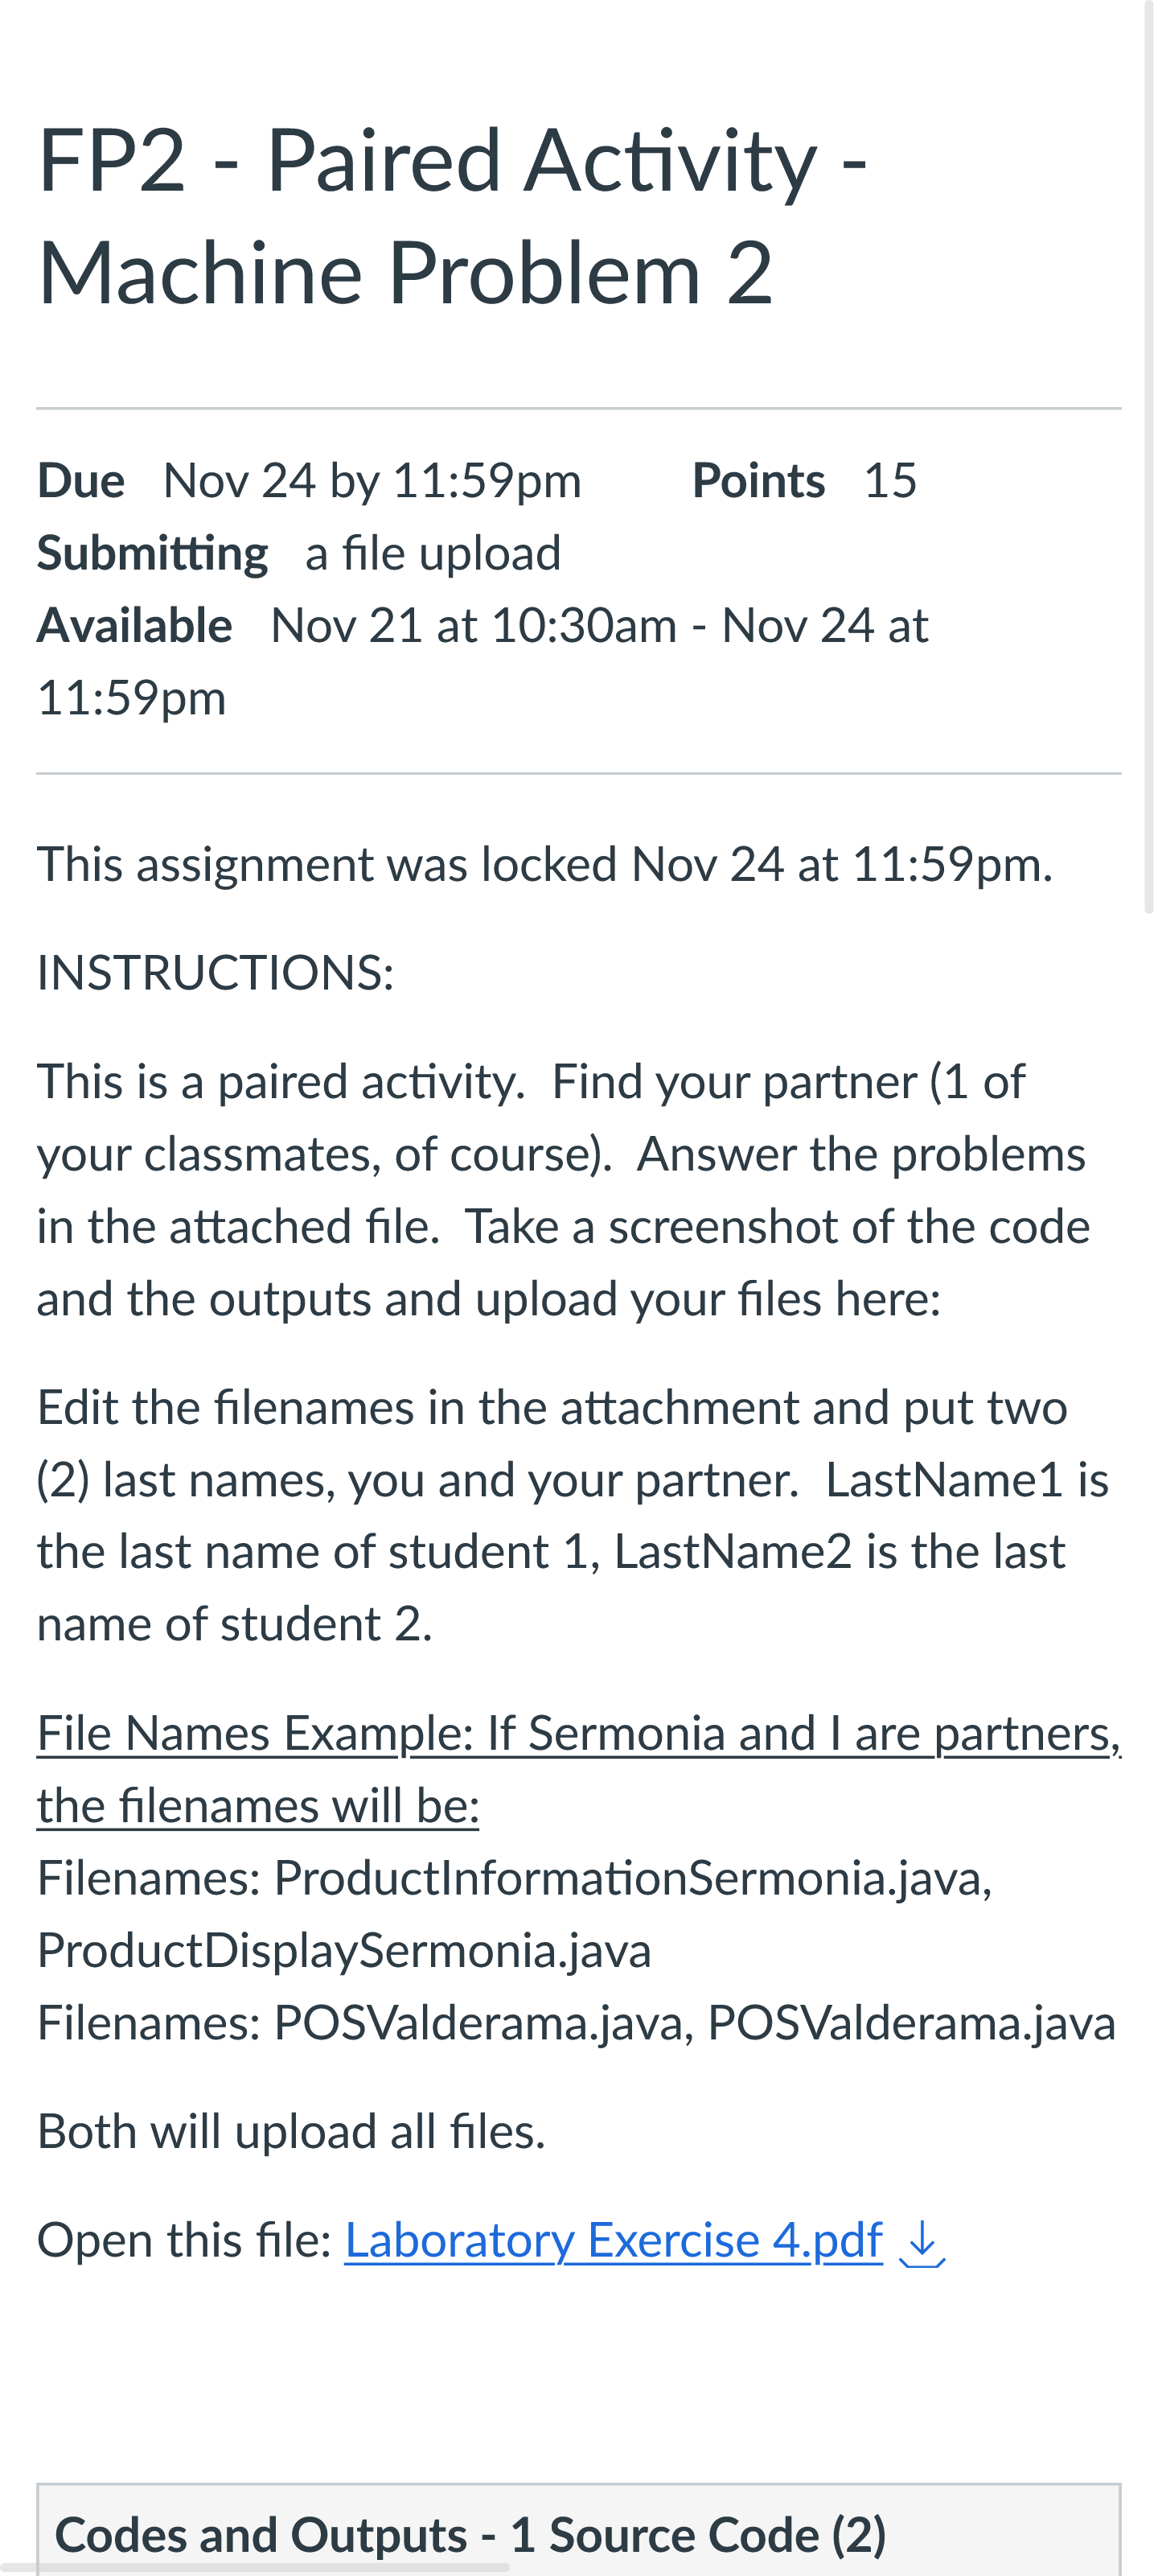 FP2 - Paired Activity -
Machine Problem 2
Due Nov 24 by 11:59pm Points 15
Submitting a file upload
Available Nov 21 at 10:30am - Nov 24 at
11:59pm
This assignment was locked Nov 24 at 11:59pm.
INSTRUCTIONS:
This is a paired activity.  Find your partner (1 of
your classmates, of course).  Answer the problems
in the attached file.  Take a screenshot of the code
and the outputs and upload your files here:
Edit the filenames in the attachment and put two
(2) last names, you and your partner.  LastName1 is
the last name of student 1, LastName2 is the last
name of student 2.
File Names Example: If Sermonia and I are partners,
the filenames will be:
Filenames: ProductInformationSermonia.java,
ProductDisplaySermonia.java
Filenames: POSValderama.java, POSValderama.java
Both will upload all files.
Open this file: Laboratory Exercise 4.pdf
Codes and Outputs - 1 Source Code (2)